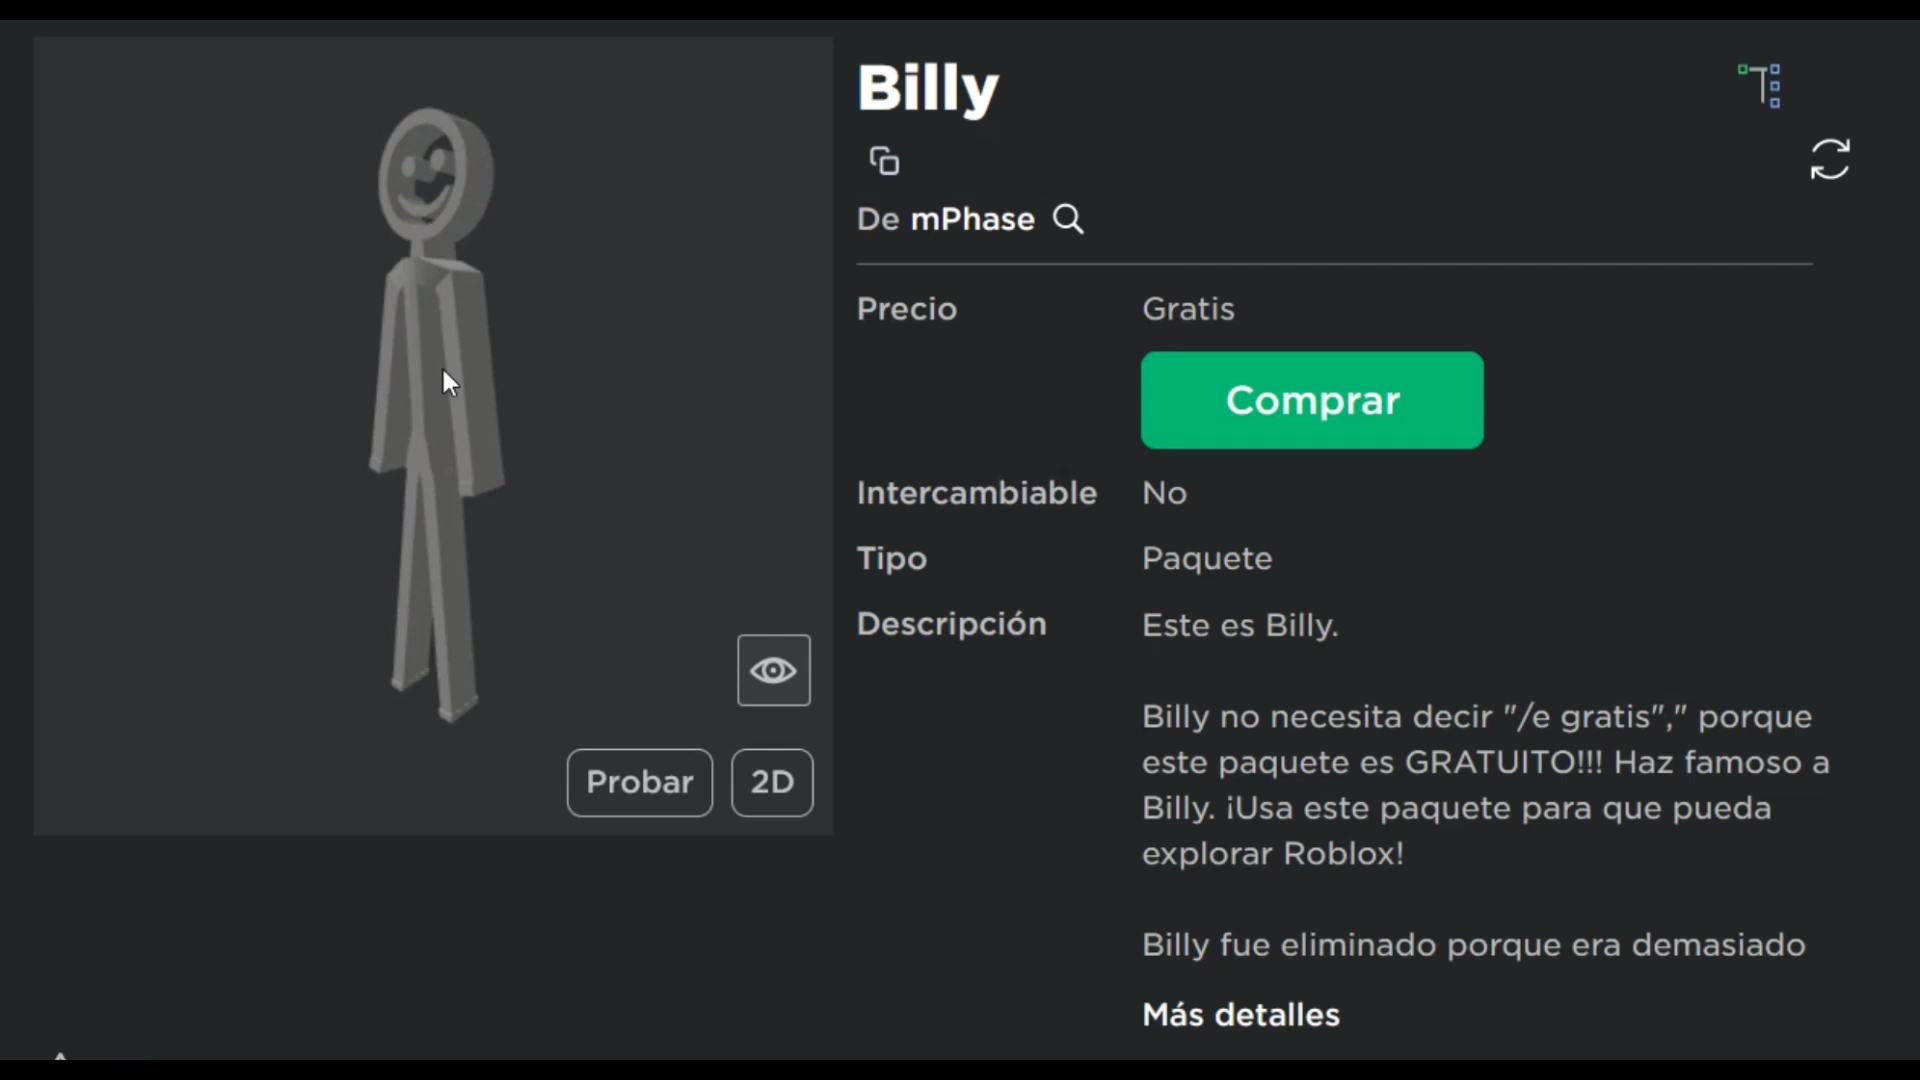 Billy
De mPhase
Precio Gratis
Comprar
Intercambiable No
Tipo Paquete
Descripción Este es Billy.
Billy no necesita decir "/e gratis"," porque
este paquete es GRATUITO!!! Haz famoso a
Billy. ¡Usa este paquete para que pueda
explorar Roblox!
Billy fue eliminado porque era demasiado
Más detalles
Probar 2D